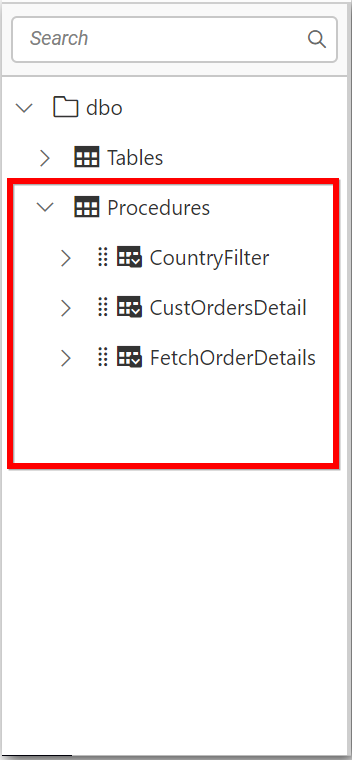 Search
dbo
Tables
Procedures
CountryFilter
CustOrdersDetail
FetchOrderDetails